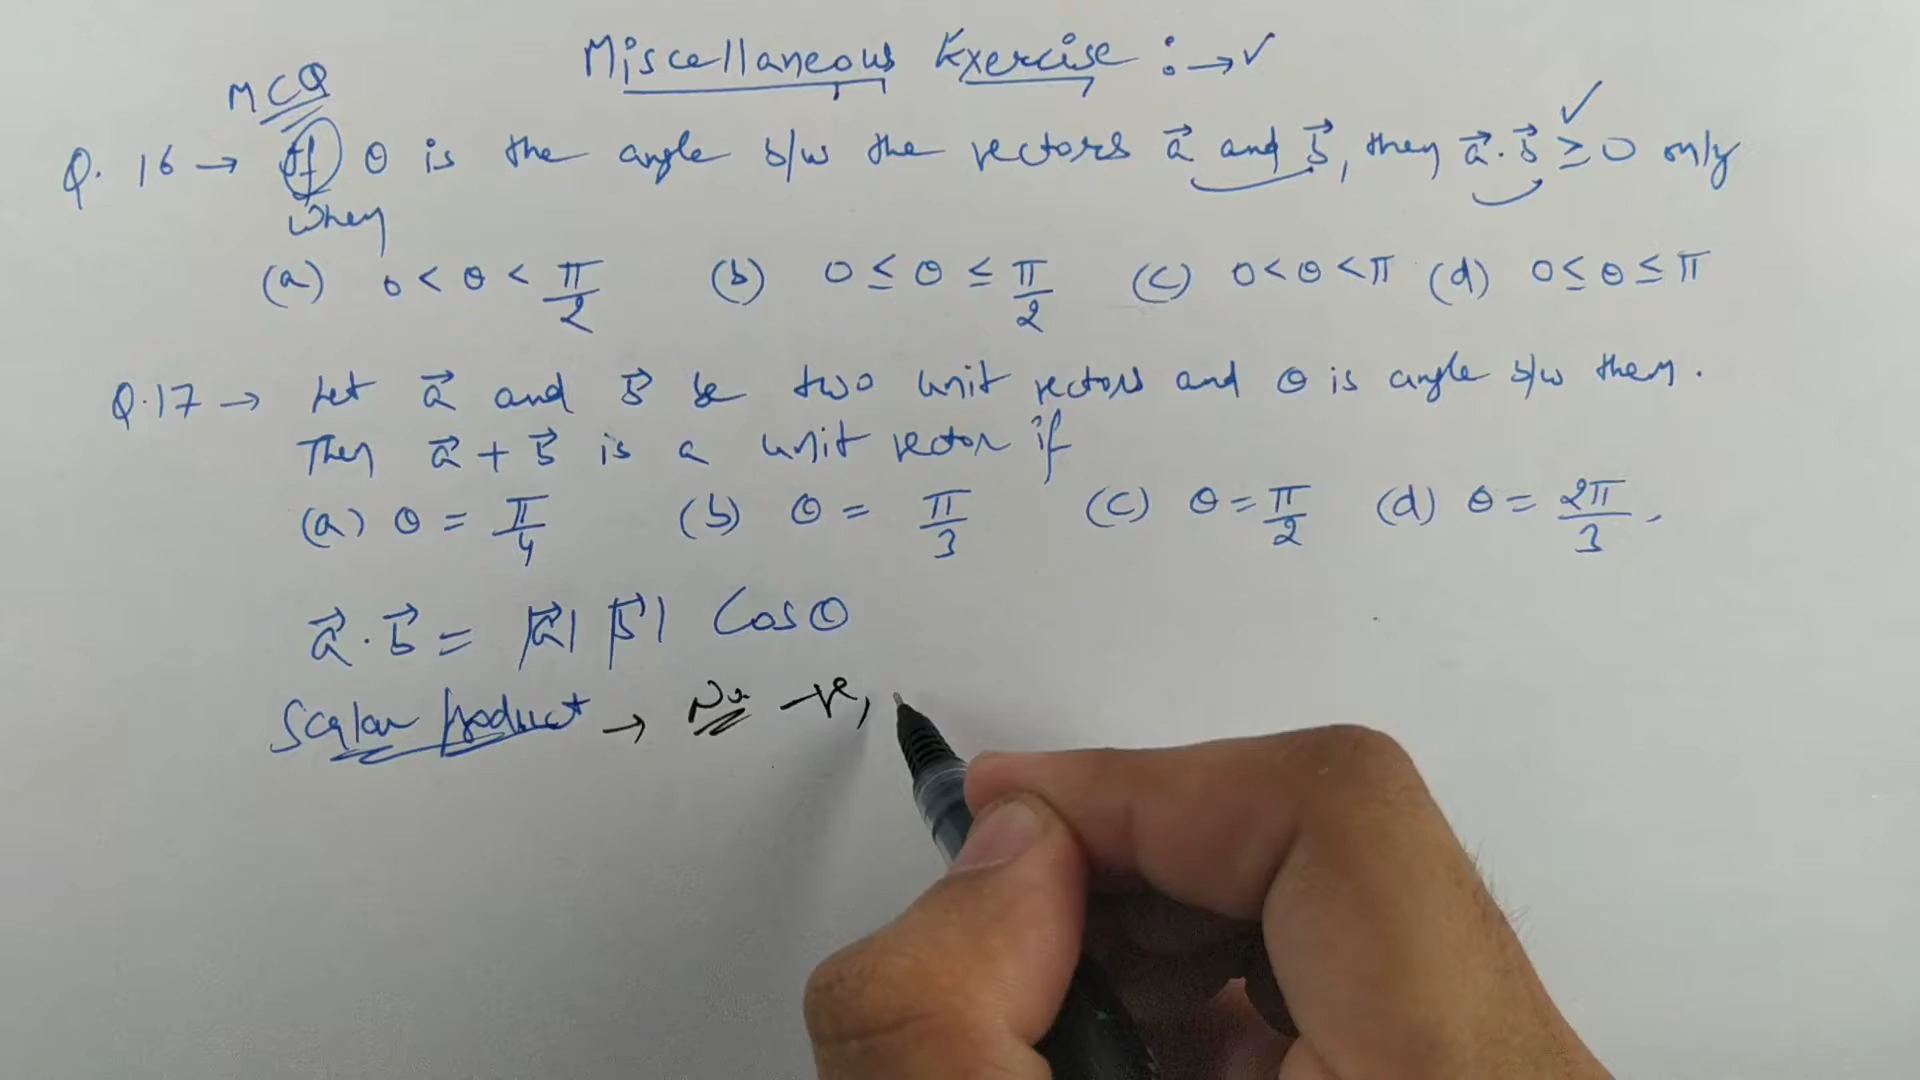 Miscellaneous Exercise : → ✓
MCQ
Q. 16 → If θ is the angle b/w the vectors a⃗ and b⃗, then a⃗ . b⃗ ≥ 0 only
when
(a) 0 < θ < π/2 (b) 0 ≤ θ ≤ π/2 (c) 0 < θ < π (d) 0 ≤ θ ≤ π
Q.17 → Let a⃗ and b⃗ be two unit vectors and θ is angle b/w them.
Then a⃗ + b⃗ is a unit vector if
(a) θ = π/4 (b) θ = π/3 (c) θ = π/2 (d) θ = 2π/3.
a⃗ . b⃗ = |a⃗| |b⃗| Cos θ
Scalar product → No -ve,